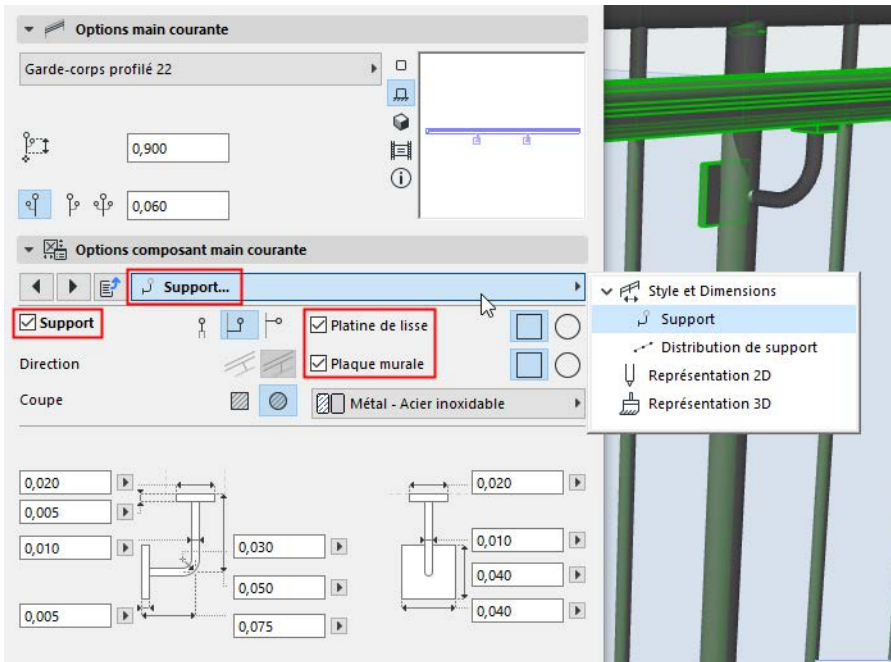 Options main courante
Garde-corps profilé 22
0,900
0,060
Options composant main courante
Support...
Support
Platine de lisse
Direction
Plaque murale
Coupe
Métal - Acier inoxidable
Style et Dimensions
Support
Distribution de support
Représentation 2D
Représentation 3D
0,020
0,005
0,010
0,005
0,030
0,050
0,075
0,020
0,010
0,040
0,040